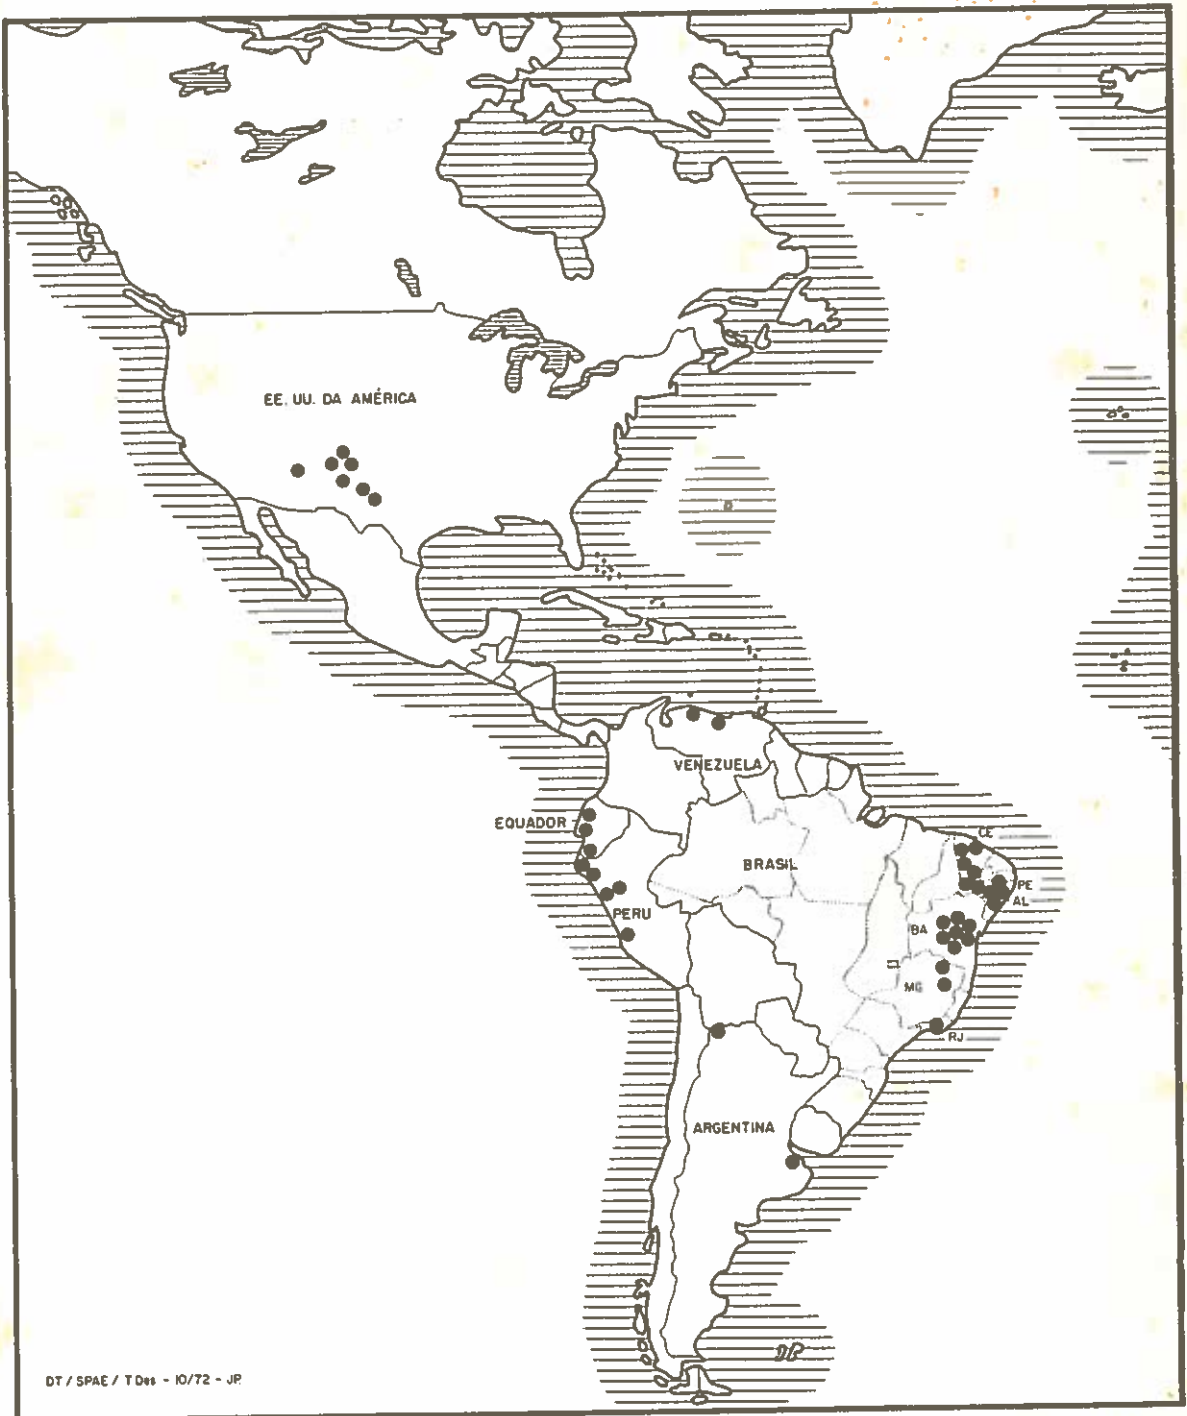 EE. UU. DA AMÉRICA
VENEZUELA
EQUADOR
CE
BRASIL
PE
AL
PERU
BA
MG
RJ
ARGENTINA
DT / SPAE / T Des - 10/72 - JP.